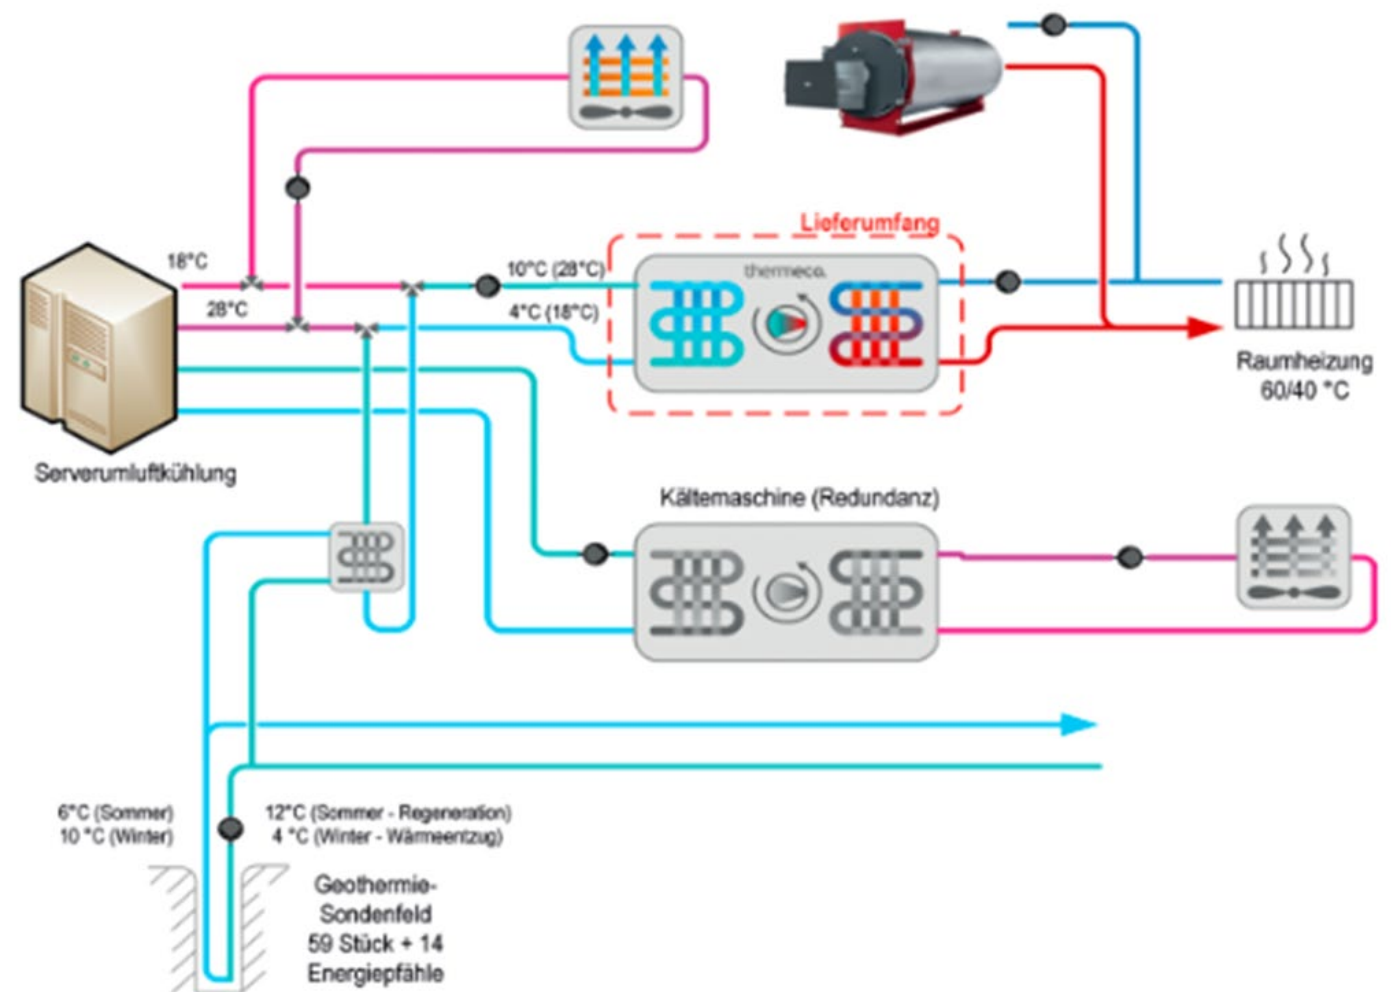 Lieferumfang
18°C
10°C (28°C)
thermeco2
28°C
4°C (18°C)
Raumheizung
60/40 °C
Serverumluftkühlung
Kältemaschine (Redundanz)
6°C (Sommer)
10 °C (Winter)
12°C (Sommer - Regeneration)
4 °C (Winter - Wärmeentzug)
Geothermie-
Sondenfeld
59 Stück + 14
Energiepfähle